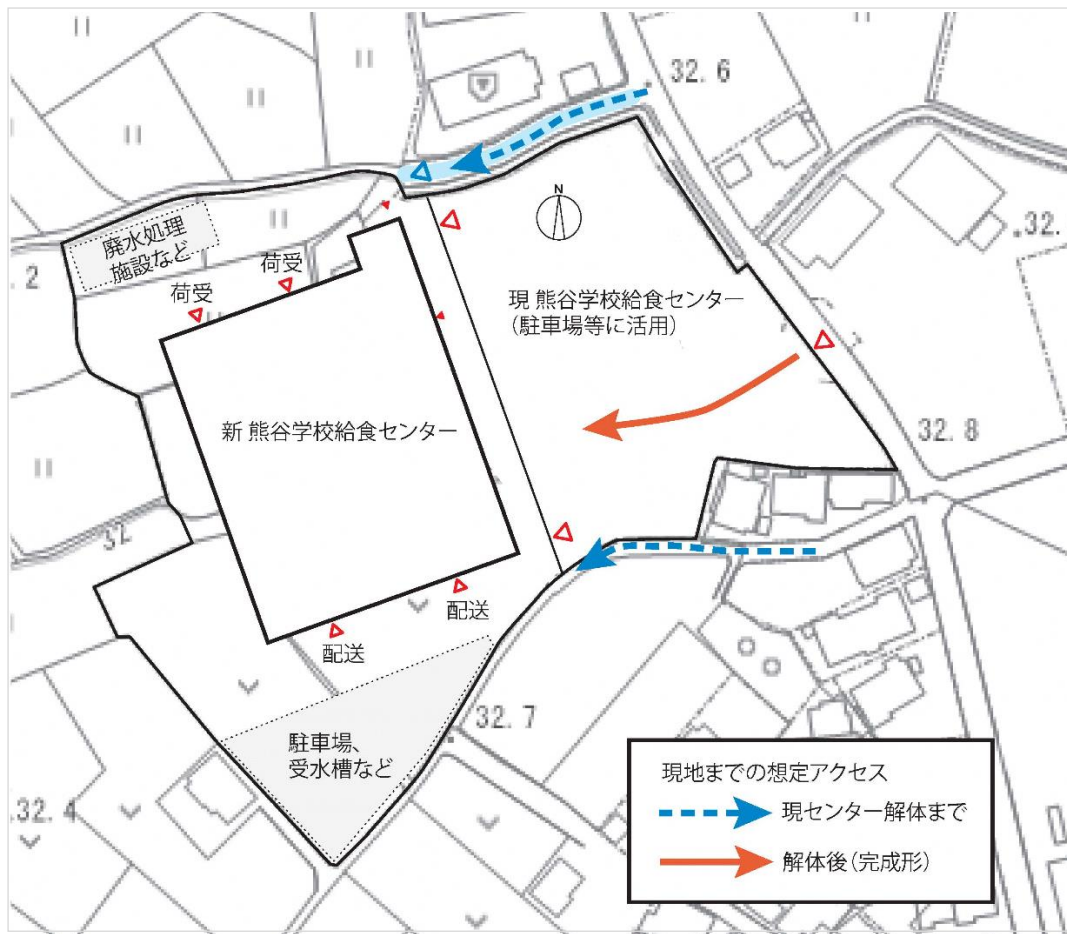 32.6
N
廃水処理
施設など
32.
.2
荷受
荷受
現 熊谷学校給食センター
(駐車場等に活用)
新 熊谷学校給食センター
32.8
32
配送
配送
32.7
駐車場、
受水槽など
.32.4
現地までの想定アクセス
現センター解体まで
解体後(完成形)